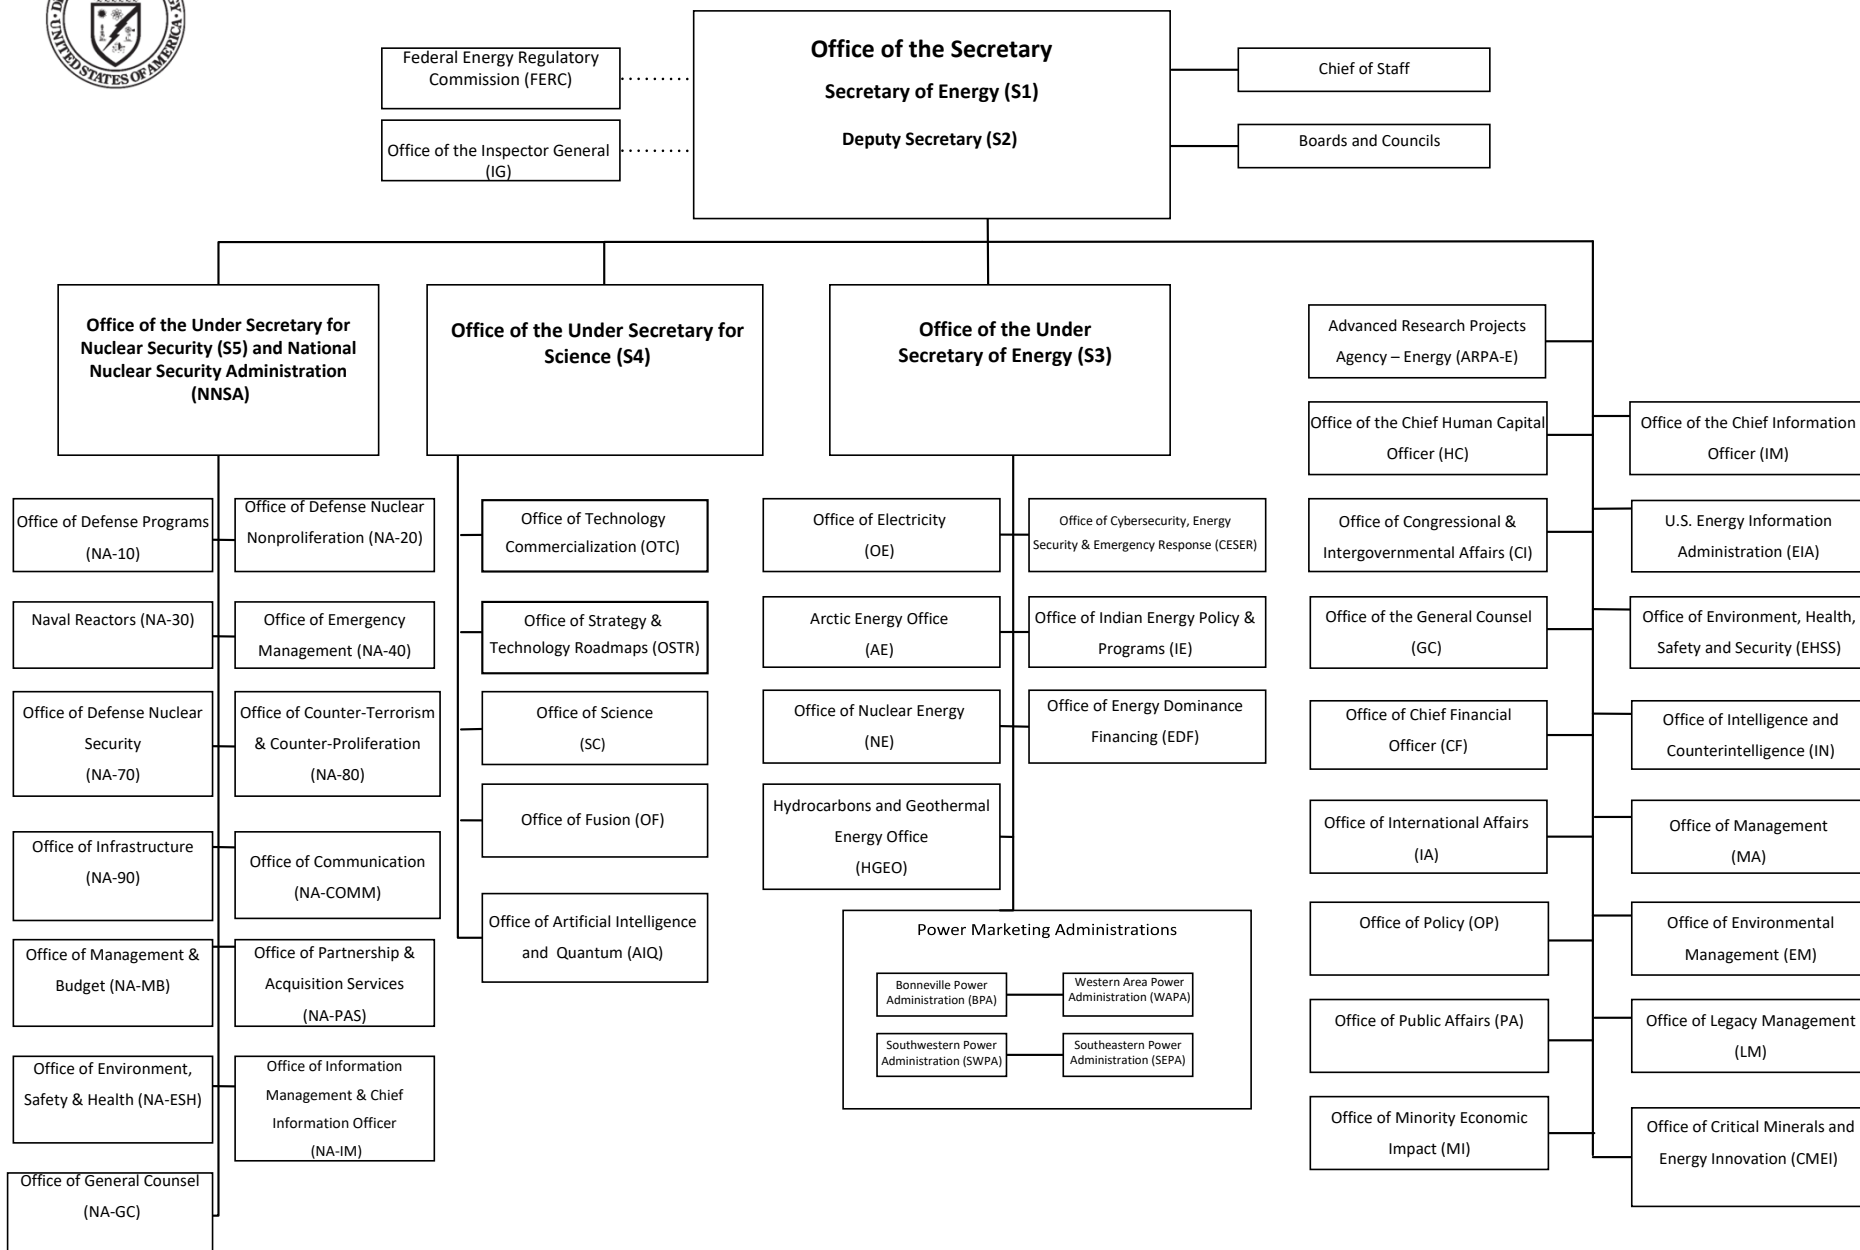 UNITED STATES OF AMERICA
Office of the Secretary
Secretary of Energy (S1)
Deputy Secretary (S2)
Federal Energy Regulatory
Commission (FERC)
Office of the Inspector General
(IG)
Chief of Staff
Boards and Councils
Office of the Under Secretary for
Nuclear Security (S5) and National
Nuclear Security Administration
(NNSA)
Office of the Under Secretary for
Science (S4)
Office of the Under
Secretary of Energy (S3)
Office of Defense Programs
(NA-10)
Office of Defense Nuclear
Nonproliferation (NA-20)
Naval Reactors (NA-30)
Office of Emergency
Management (NA-40)
Office of Defense Nuclear
Security
(NA-70)
Office of Counter-Terrorism
& Counter-Proliferation
(NA-80)
Office of Infrastructure
(NA-90)
Office of Communication
(NA-COMM)
Office of Management &
Budget (NA-MB)
Office of Partnership &
Acquisition Services
(NA-PAS)
Office of Environment,
Safety & Health (NA-ESH)
Office of Information
Management & Chief
Information Officer
(NA-IM)
Office of General Counsel
(NA-GC)
Office of Technology
Commercialization (OTC)
Office of Strategy &
Technology Roadmaps (OSTR)
Office of Science
(SC)
Office of Fusion (OF)
Office of Artificial Intelligence
and Quantum (AIQ)
Office of Electricity
(OE)
Office of Cybersecurity, Energy
Security & Emergency Response (CESER)
Arctic Energy Office
(AE)
Office of Indian Energy Policy &
Programs (IE)
Office of Nuclear Energy
(NE)
Office of Energy Dominance
Financing (EDF)
Hydrocarbons and Geothermal
Energy Office
(HGEO)
Power Marketing Administrations
Bonneville Power
Administration (BPA)
Western Area Power
Administration (WAPA)
Southwestern Power
Administration (SWPA)
Southeastern Power
Administration (SEPA)
Advanced Research Projects
Agency – Energy (ARPA-E)
Office of the Chief Human Capital
Officer (HC)
Office of the Chief Information
Officer (IM)
Office of Congressional &
Intergovernmental Affairs (CI)
U.S. Energy Information
Administration (EIA)
Office of the General Counsel
(GC)
Office of Environment, Health,
Safety and Security (EHSS)
Office of Chief Financial
Officer (CF)
Office of Intelligence and
Counterintelligence (IN)
Office of International Affairs
(IA)
Office of Management
(MA)
Office of Policy (OP)
Office of Environmental
Management (EM)
Office of Public Affairs (PA)
Office of Legacy Management
(LM)
Office of Minority Economic
Impact (MI)
Office of Critical Minerals and
Energy Innovation (CMEI)